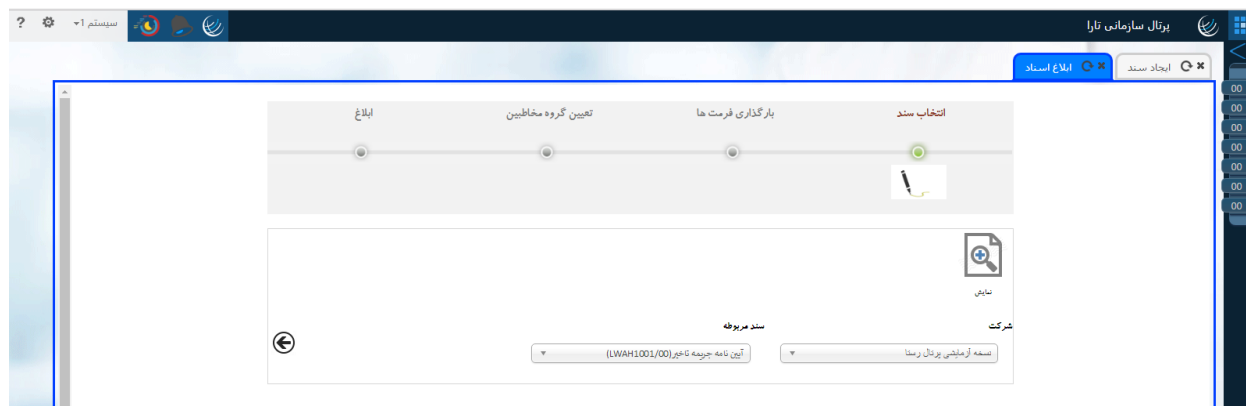 پرتال سازمانی تارا
سیستم 1
?
ایجاد سند
ابلاغ اسناد
انتخاب سند
بارگذاری فرمت ها
تعیین گروه مخاطبین
ابلاغ
نمایش
شرکت
سند مربوطه
نسخه آزمایشی پرتال رستا
آیین نامه جریمه تاخیر(LWAH1001/00)
00
00
00
00
00
00
00